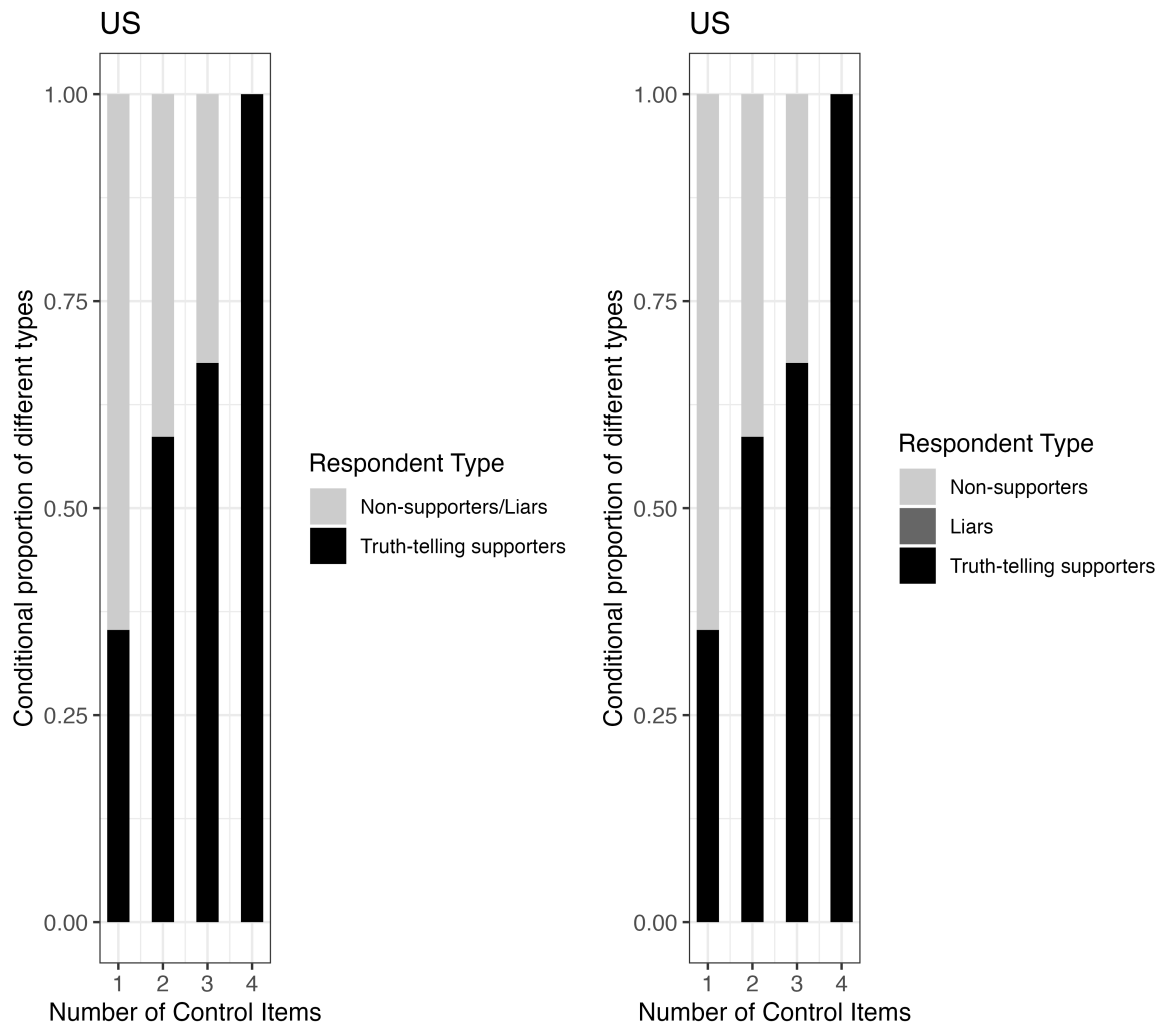 US
Conditional proportion of different types
1.00
0.75
0.50
0.25
0.00
1 2 3 4
Number of Control Items
Respondent Type
Non-supporters/Liars
Truth-telling supporters
US
Conditional proportion of different types
1.00
0.75
0.50
0.25
0.00
1 2 3 4
Number of Control Items
Respondent Type
Non-supporters
Liars
Truth-telling supporters